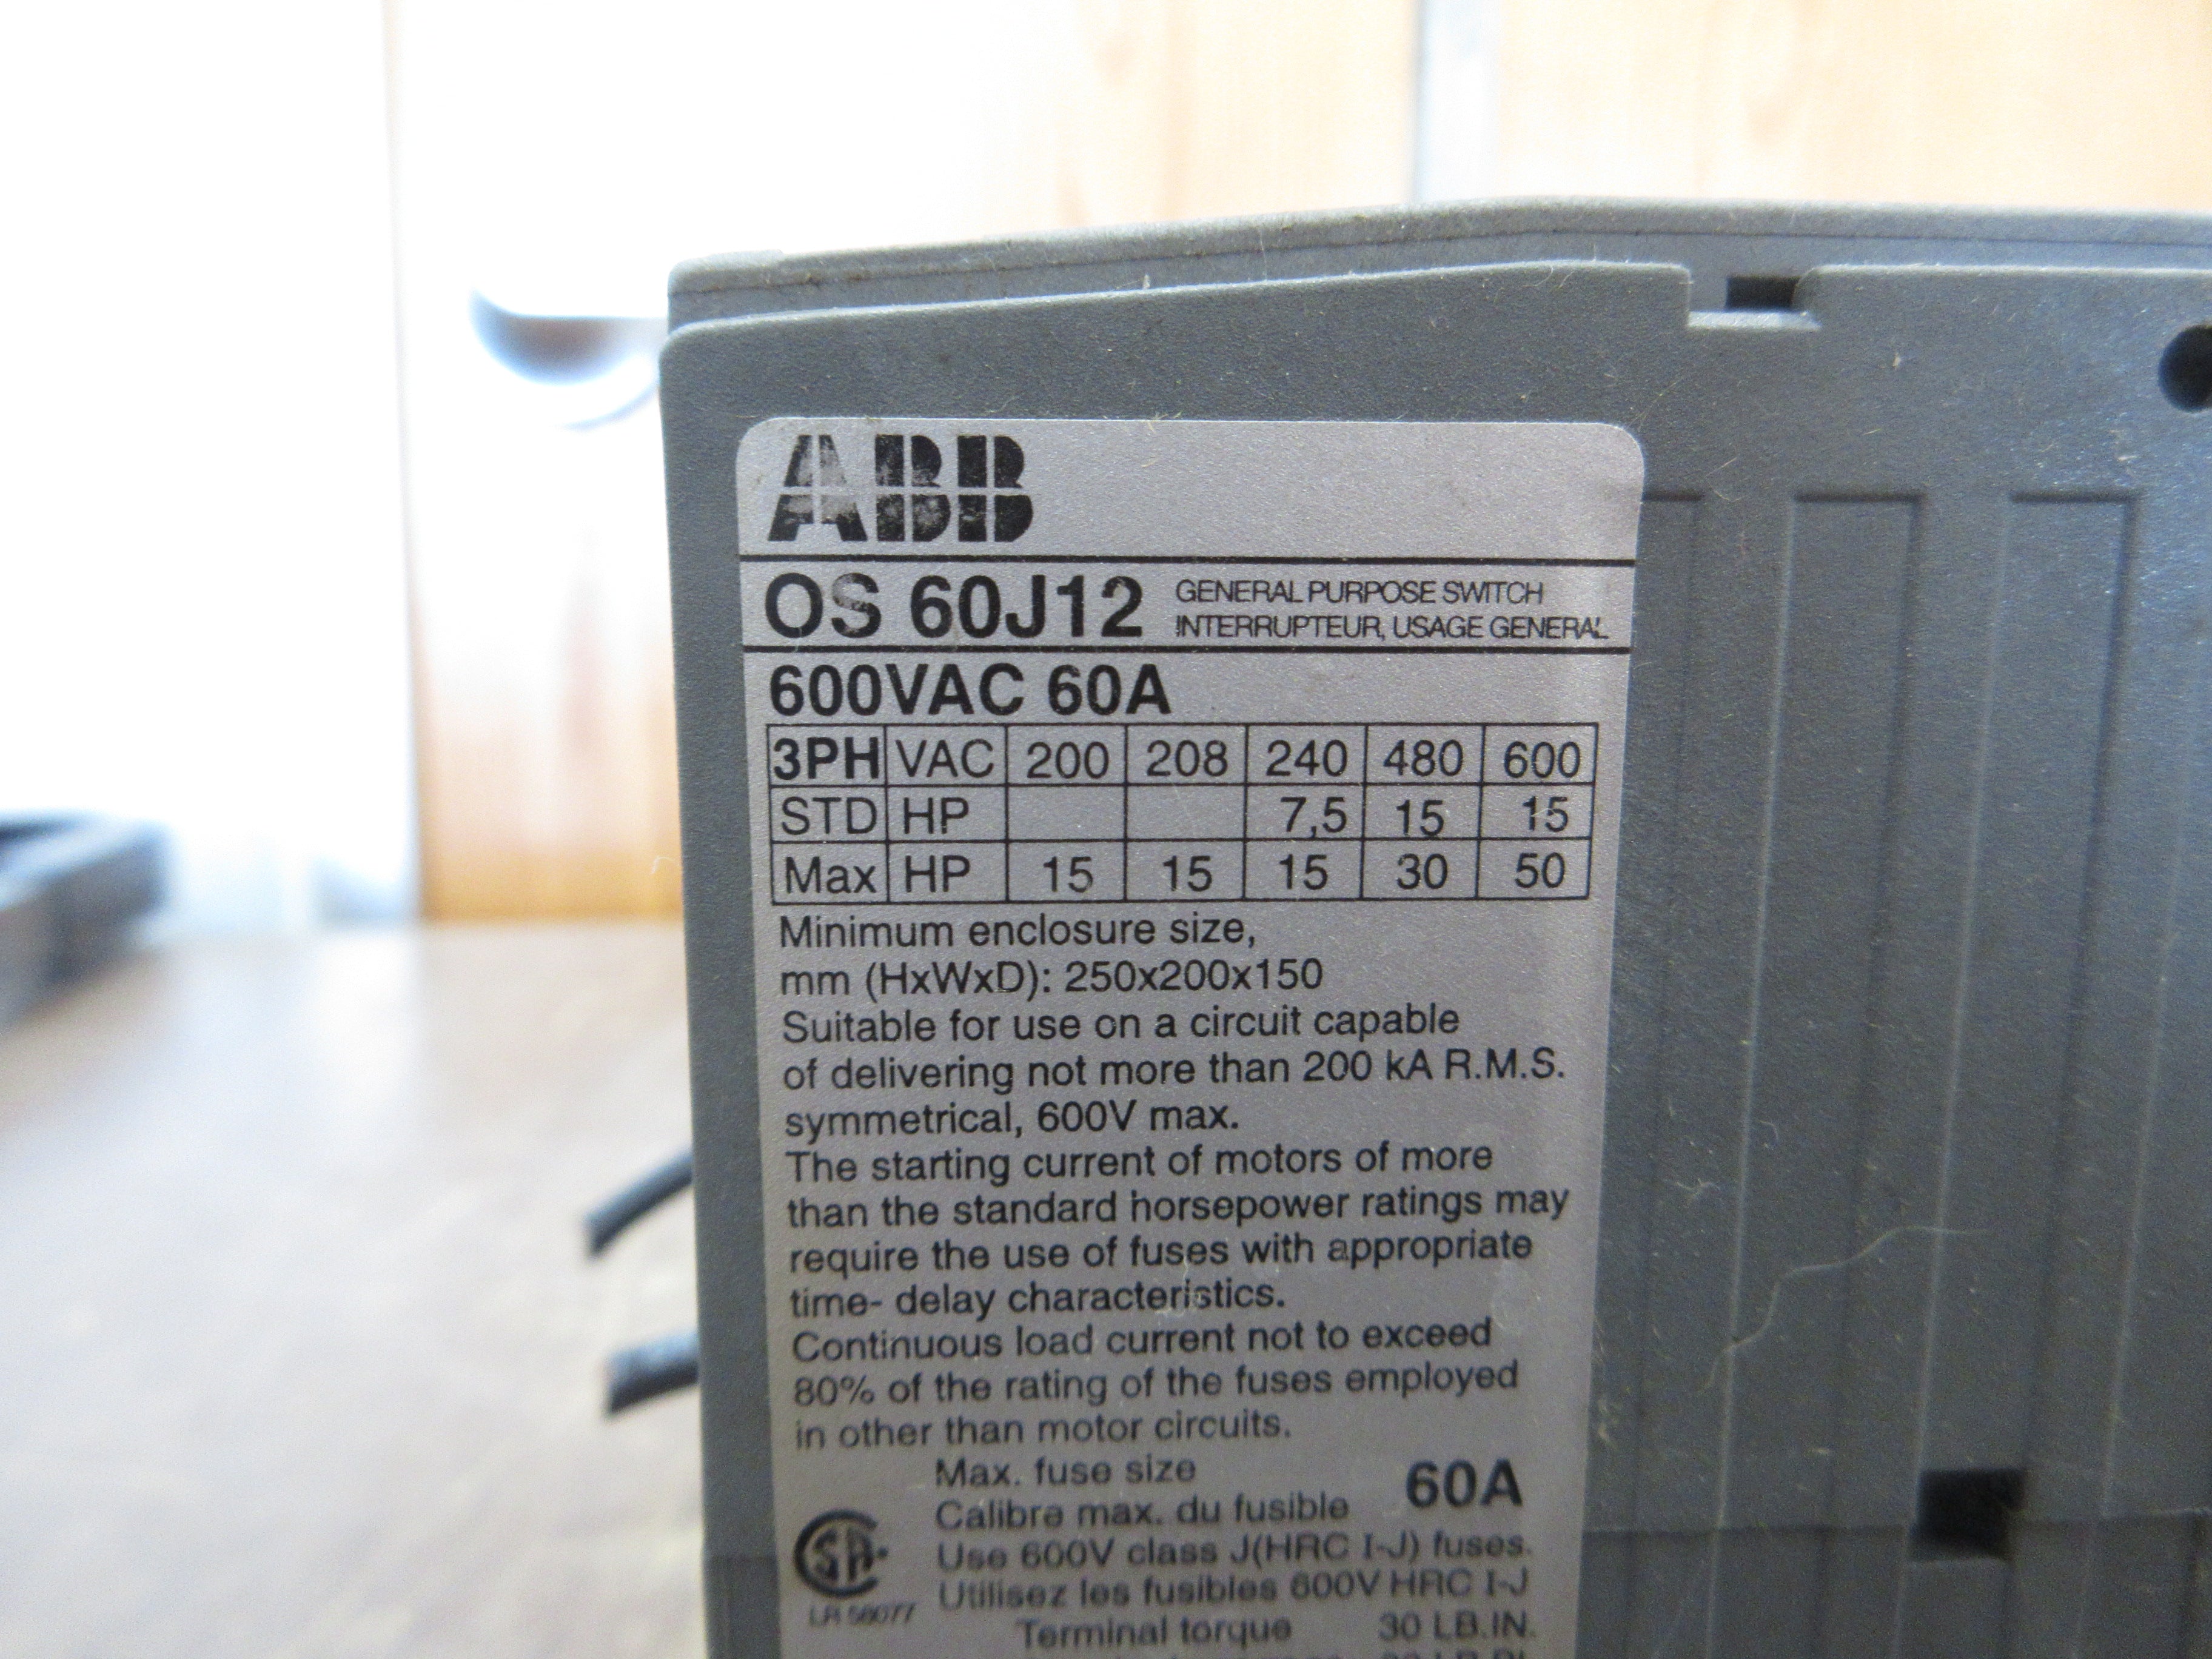 ABB
OS 60J12 GENERAL PURPOSE SWITCH
INTERRUPTEUR, USAGE GENERAL
600VAC 60A
3PH VAC 200 208 240 480 600
STD HP 7,5 15 15
Max HP 15 15 15 30 50
Minimum enclosure size,
mm (HxWxD): 250x200x150
Suitable for use on a circuit capable
of delivering not more than 200 kA R.M.S.
symmetrical, 600V max.
The starting current of motors of more
than the standard horsepower ratings may
require the use of fuses with appropriate
time- delay characteristics.
Continuous load current not to exceed
80% of the rating of the fuses employed
in other than motor circuits.
Max. fuse size
Calibre max. du fusible 60A
Use 600V class J(HRC I-J) fuses.
Utilisez les fusibles 600V HRC I-J
SA
LR 56077
Terminal torque 30 LB.IN.